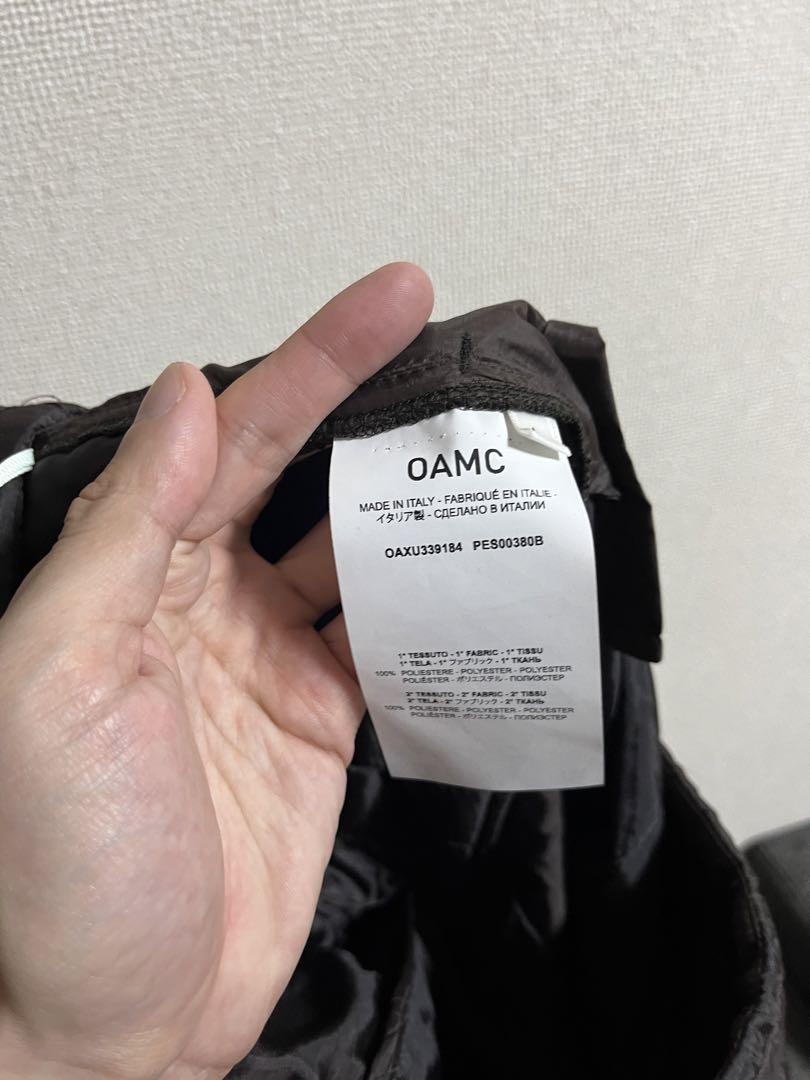 OAMC
MADE IN ITALY - FABRIQUÉ EN ITALIE -
イタリア製 - СДЕЛАНО В ИТАЛИИ
OAXU339184 PES00380B
1° TESSUTO - 1° FABRIC - 1° TISSU
1° TELA - 1° ファブリック - 1° ТКАНЬ
100% POLIESTERE - POLYESTER - POLYESTER
POLIÉSTER - ポリエステル - ПОЛИЭСТЕР
2° TESSUTO - 2° FABRIC - 2° TISSU
2° TELA - 2° ファブリック - 2° ТКАНЬ
100% POLIESTERE - POLYESTER - POLYESTER
POLIÉSTER - ポリエステル - ПОЛИЭСТЕР